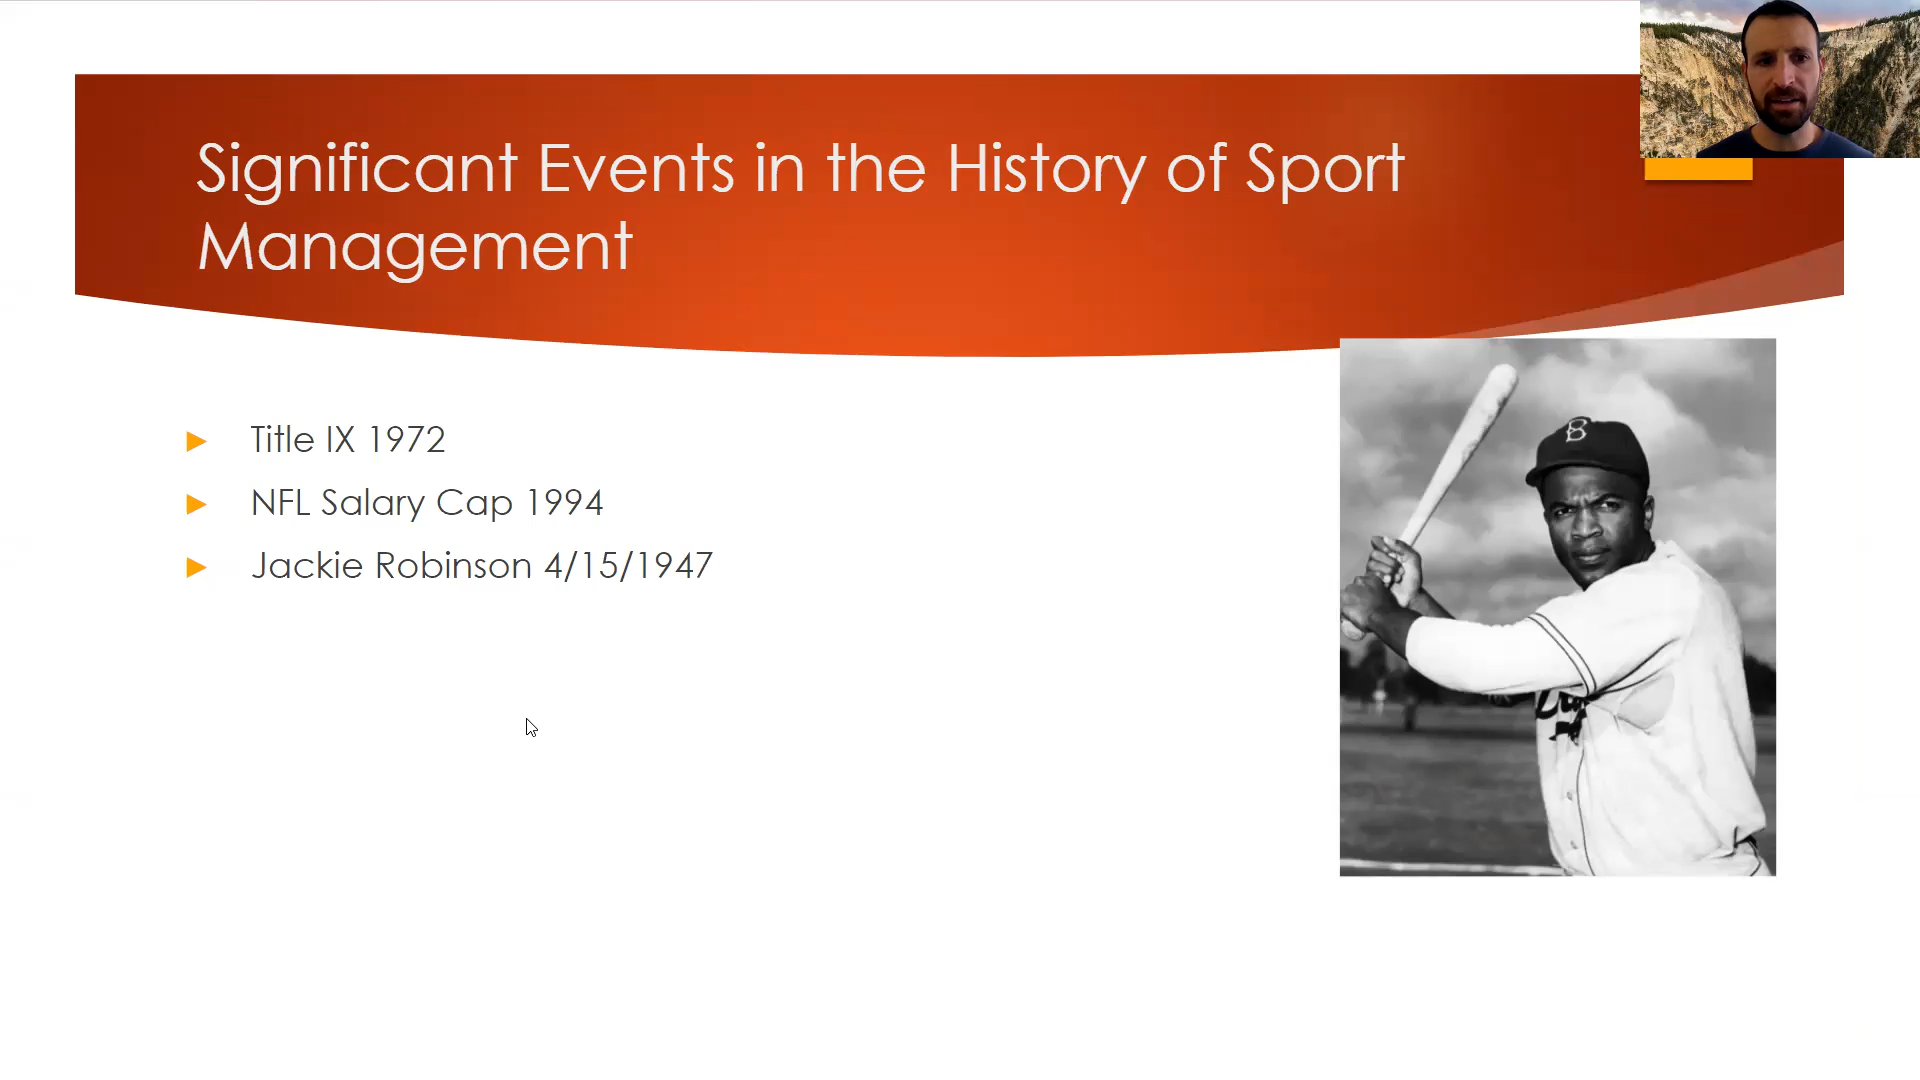 Significant Events in the History of Sport
Management
Title IX 1972
NFL Salary Cap 1994
Jackie Robinson 4/15/1947
B